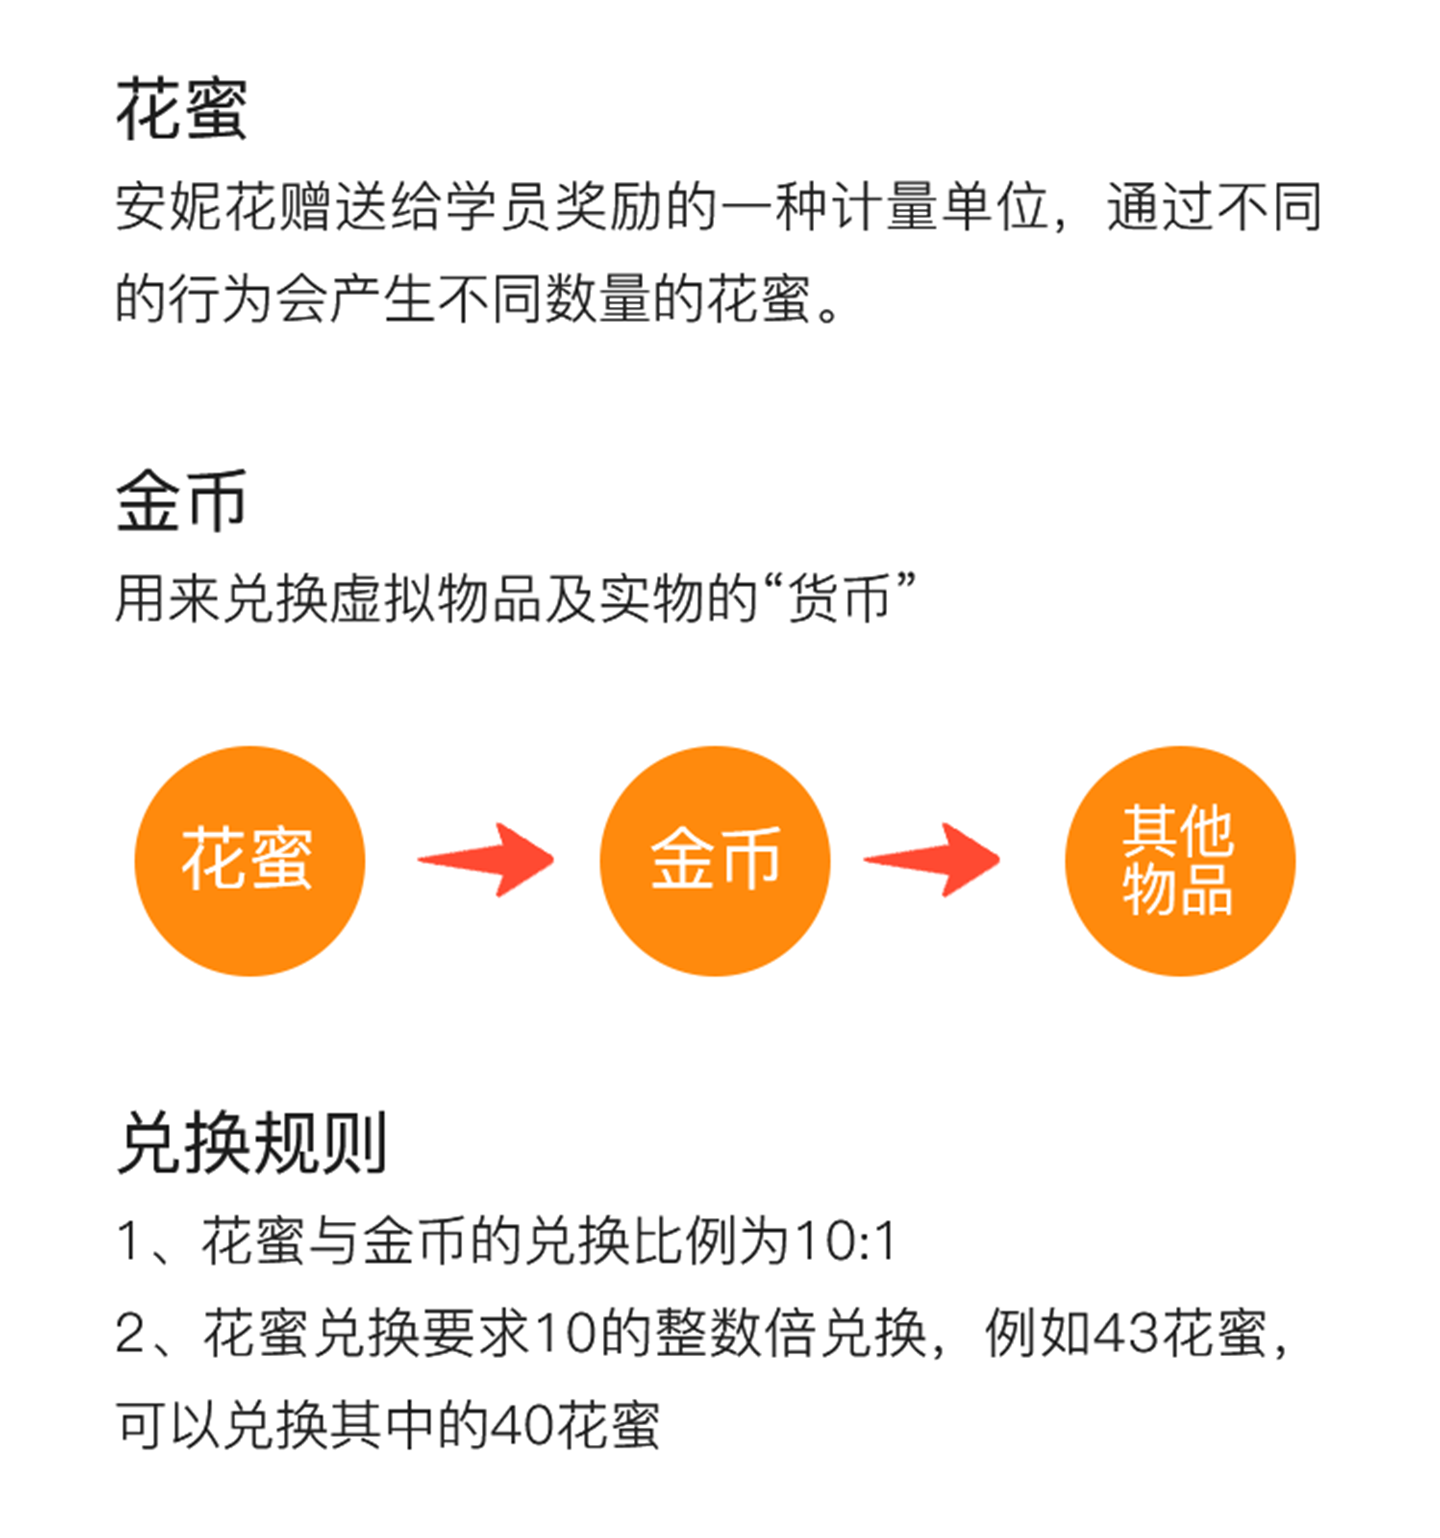 花蜜
安妮花赠送给学员奖励的一种计量单位，通过不同
的行为会产生不同数量的花蜜。
金币
用来兑换虚拟物品及实物的“货币”
花蜜
金币
其他
物品
兑换规则
1、花蜜与金币的兑换比例为10:1
2、花蜜兑换要求10的整数倍兑换，例如43花蜜，
可以兑换其中的40花蜜